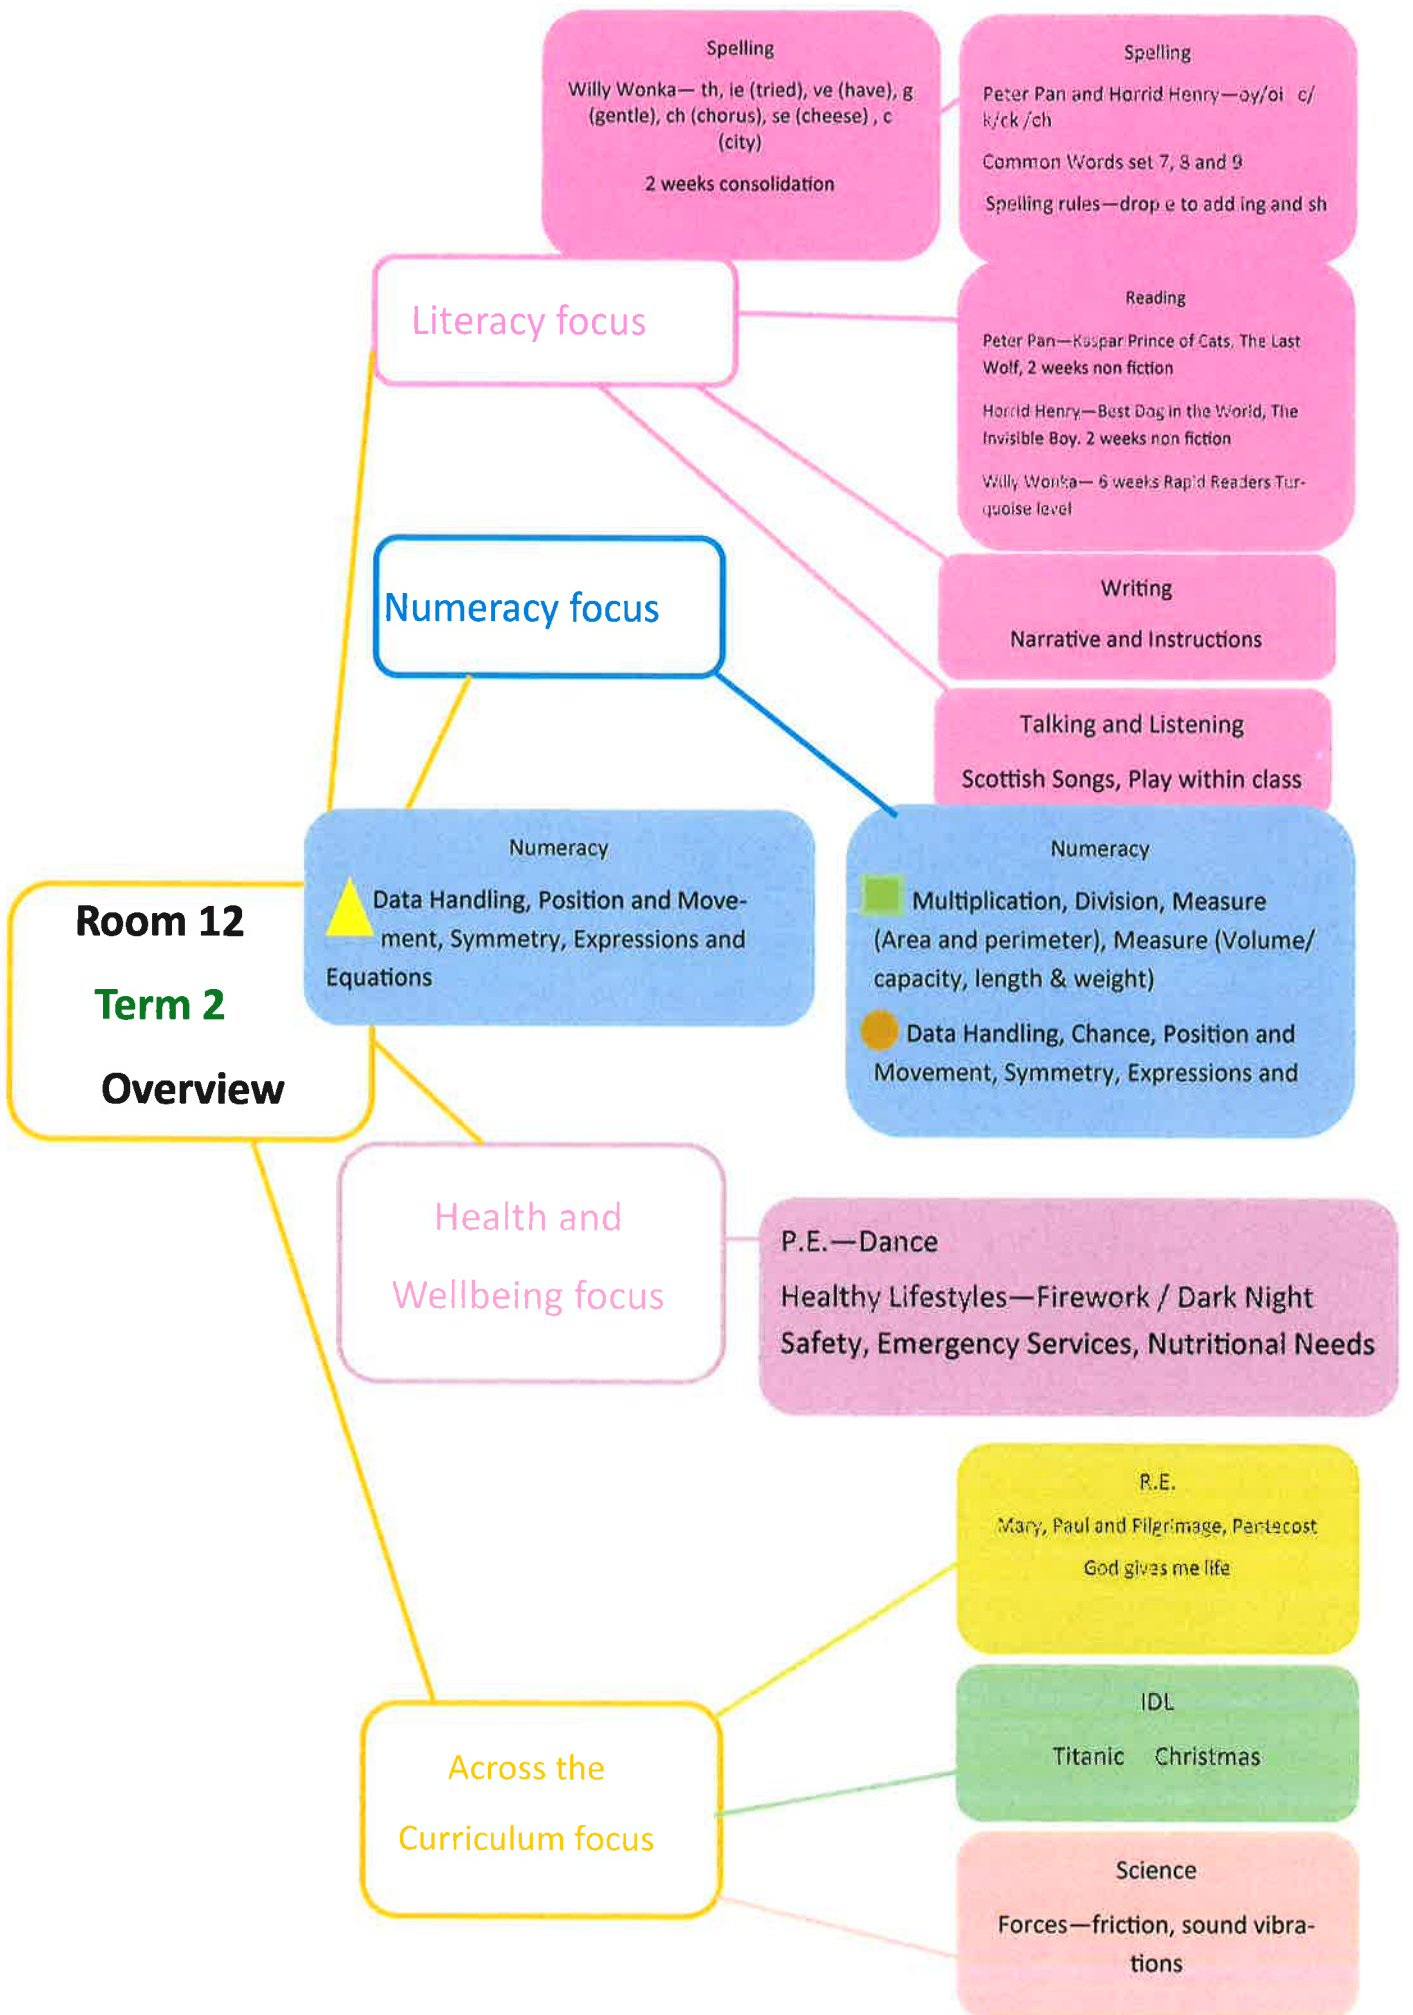 Spelling
Willy Wonka— th, ie (tried), ve (have), g
(gentle), ch (chorus), se (cheese) , c
(city)
2 weeks consolidation
Spelling
Peter Pan and Horrid Henry—oy/oi c/
k/ck /ch
Common Words set 7, 8 and 9
Spelling rules—drop e to add ing and sh
Literacy focus
Reading
Peter Pan—Kaspar Prince of Cats, The Last
Wolf, 2 weeks non fiction
Horrid Henry—Best Dog in the World, The
Invisible Boy. 2 weeks non fiction
Willy Wonka— 6 weeks Rapid Readers Tur-
quoise level
Writing
Narrative and Instructions
Talking and Listening
Scottish Songs, Play within class
Numeracy focus
Numeracy
Data Handling, Position and Move-
ment, Symmetry, Expressions and
Equations
Numeracy
Multiplication, Division, Measure
(Area and perimeter), Measure (Volume/
capacity, length & weight)
Data Handling, Chance, Position and
Movement, Symmetry, Expressions and
Room 12
Term 2
Overview
Health and
Wellbeing focus
P.E.—Dance
Healthy Lifestyles—Firework / Dark Night
Safety, Emergency Services, Nutritional Needs
R.E.
Mary, Paul and Pilgrimage, Pentecost
God gives me life
IDL
Titanic Christmas
Across the
Curriculum focus
Science
Forces—friction, sound vibra-
tions